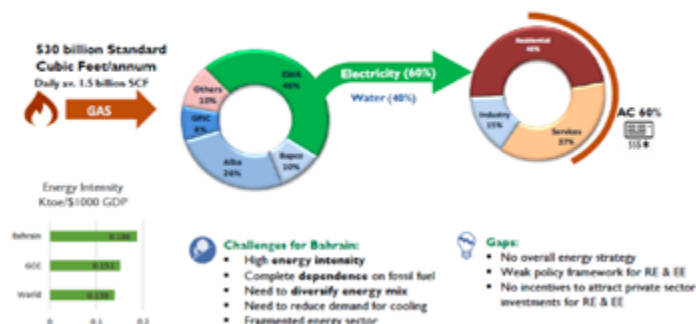 530 billion Standard
Cubic Feet/annum
Daily av. 1.5 billion SCF
GAS
EWA
46%
Others
10%
GPIC
8%
Alba
26%
Bapco
10%
Electricity (60%)
Water (40%)
Residential
48%
Industry
15%
Services
37%
AC 60%
Energy Intensity
Ktoe/$1000 GDP
Bahrain
GCC
World
0
0.1
0.2
Challenges for Bahrain:
▪ High energy intensity
▪ Complete dependence on fossil fuel
▪ Need to diversify energy mix
▪ Need to reduce demand for cooling
▪ Fragmented energy sector
Gaps:
▪ No overall energy strategy
▪ Weak policy framework for RE & EE
▪ No incentives to attract private sector
investments for RE & EE